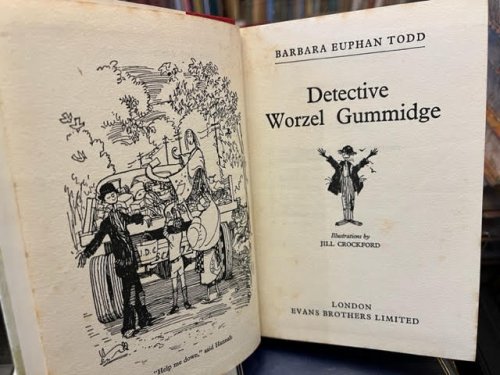 "Help me down," said Hannah
BARBARA EUPHAN TODD
Detective
Worzel Gummidge
Illustrations by
JILL CROCKFORD
LONDON
EVANS BROTHERS LIMITED